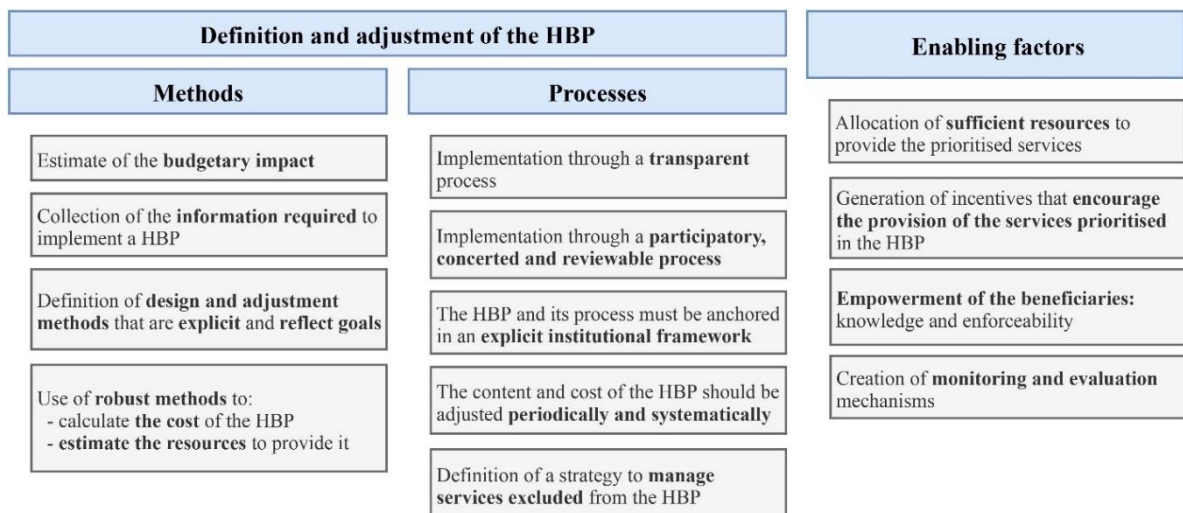 Definition and adjustment of the HBP
Methods
Estimate of the budgetary impact
Collection of the information required to
implement a HBP
Definition of design and adjustment
methods that are explicit and reflect goals
Use of robust methods to:
- calculate the cost of the HBP
- estimate the resources to provide it
Processes
Implementation through a transparent
process
Implementation through a participatory,
concerted and reviewable process
The HBP and its process must be anchored
in an explicit institutional framework
The content and cost of the HBP should be
adjusted periodically and systematically
Definition of a strategy to manage
services excluded from the HBP
Enabling factors
Allocation of sufficient resources to
provide the prioritised services
Generation of incentives that encourage
the provision of the services prioritised
in the HBP
Empowerment of the beneficiaries:
knowledge and enforceability
Creation of monitoring and evaluation
mechanisms